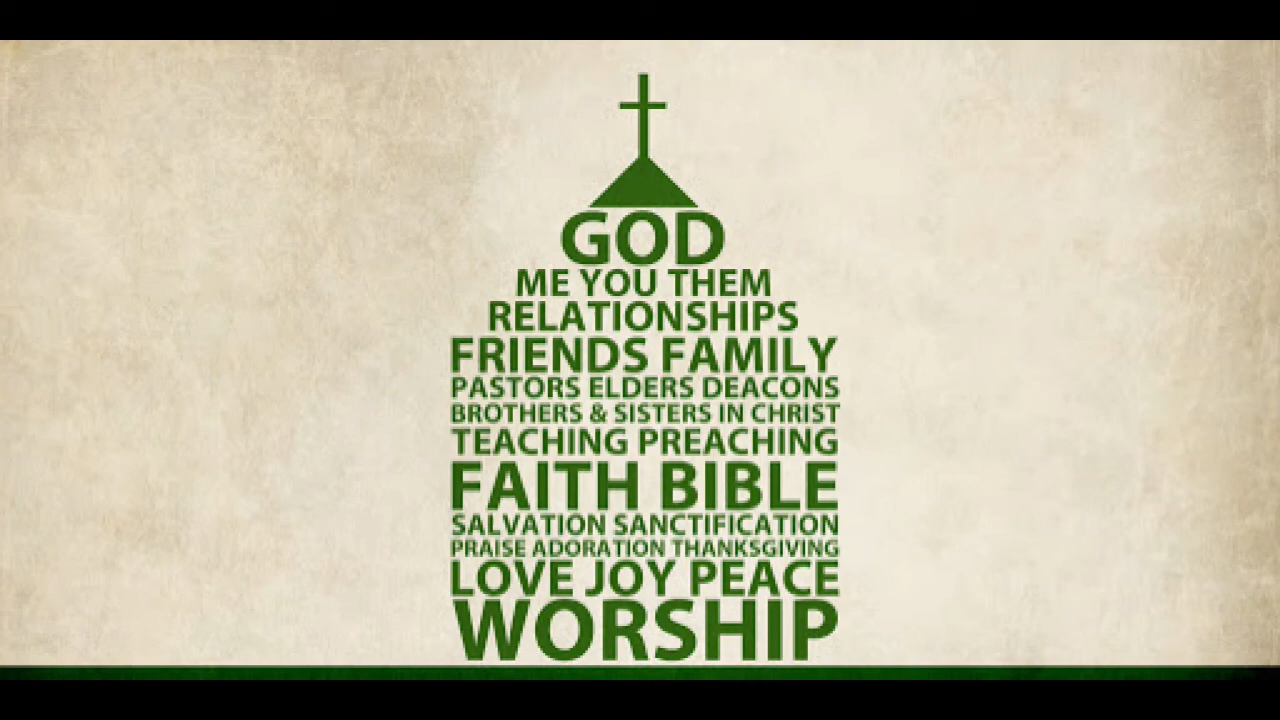 GOD
ME YOU THEM
RELATIONSHIPS
FRIENDS FAMILY
PASTORS ELDERS DEACONS
BROTHERS & SISTERS IN CHRIST
TEACHING PREACHING
FAITH BIBLE
SALVATION SANCTIFICATION
PRAISE ADORATION THANKSGIVING
LOVE JOY PEACE
WORSHIP